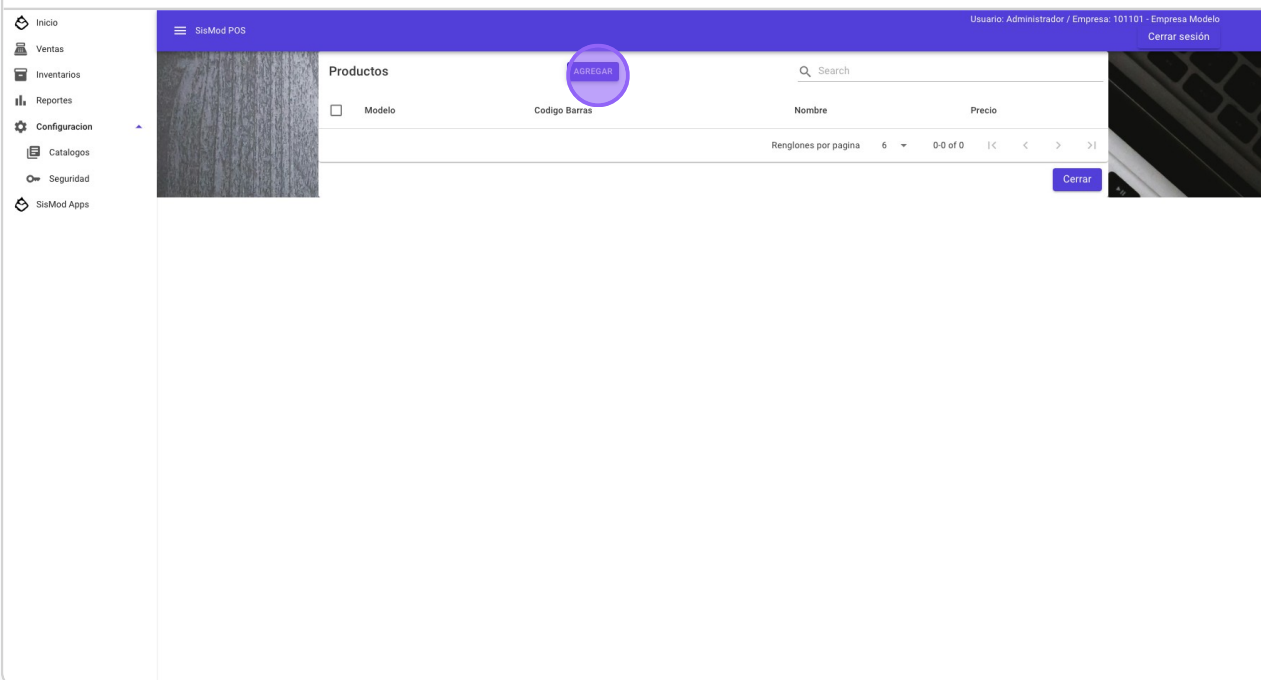 Inicio
Ventas
Inventarios
Reportes
Configuracion
Catalogos
Seguridad
SisMod Apps
SisMod POS
Usuario: Administrador / Empresa: 101101 - Empresa Modelo
Cerrar sesión
Productos
AGREGAR
Search
Modelo Codigo Barras Nombre Precio
Renglones por pagina 6 0-0 of 0
Cerrar